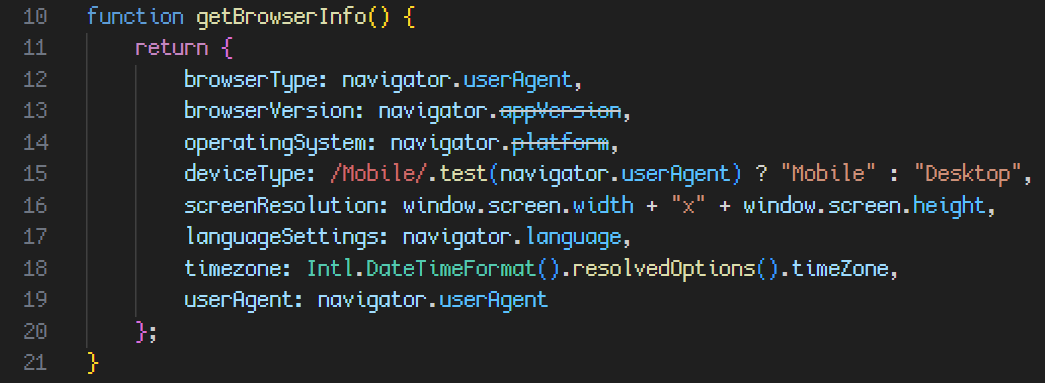 10 function getBrowserInfo() {
11 return {
12 browserType: navigator.userAgent,
13 browserVersion: navigator.appVersion,
14 operatingSystem: navigator.platform,
15 deviceType: /Mobile/.test(navigator.userAgent) ? "Mobile" : "Desktop",
16 screenResolution: window.screen.width + "x" + window.screen.height,
17 languageSettings: navigator.language,
18 timezone: Intl.DateTimeFormat().resolvedOptions().timeZone,
19 userAgent: navigator.userAgent
20 };
21 }